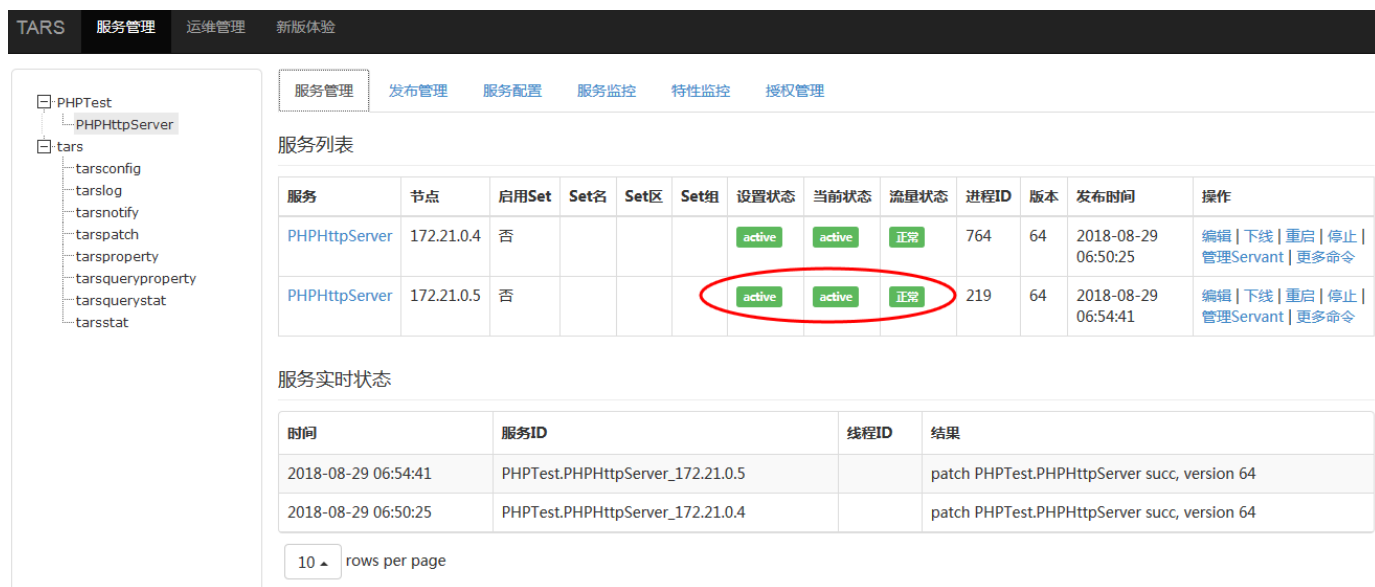 TARS 服务管理 运维管理 新版体验
PHPTest
PHPHttpServer
tars
tarsconfig
tarslog
tarsnotify
tarspatch
tarsproperty
tarsqueryproperty
tarsquerystat
tarsstat
服务管理 发布管理 服务配置 服务监控 特性监控 授权管理
服务列表
服务 节点 启用Set Set名 Set区 Set组 设置状态 当前状态 流量状态 进程ID 版本 发布时间 操作
PHPHttpServer 172.21.0.4 否 active active 正常 764 64 2018-08-29 编辑 | 下线 | 重启 | 停止 |
06:50:25 管理Servant | 更多命令
PHPHttpServer 172.21.0.5 否 active active 正常 219 64 2018-08-29 编辑 | 下线 | 重启 | 停止 |
06:54:41 管理Servant | 更多命令
服务实时状态
时间 服务ID 线程ID 结果
2018-08-29 06:54:41 PHPTest.PHPHttpServer_172.21.0.5 patch PHPTest.PHPHttpServer succ, version 64
2018-08-29 06:50:25 PHPTest.PHPHttpServer_172.21.0.4 patch PHPTest.PHPHttpServer succ, version 64
10 rows per page